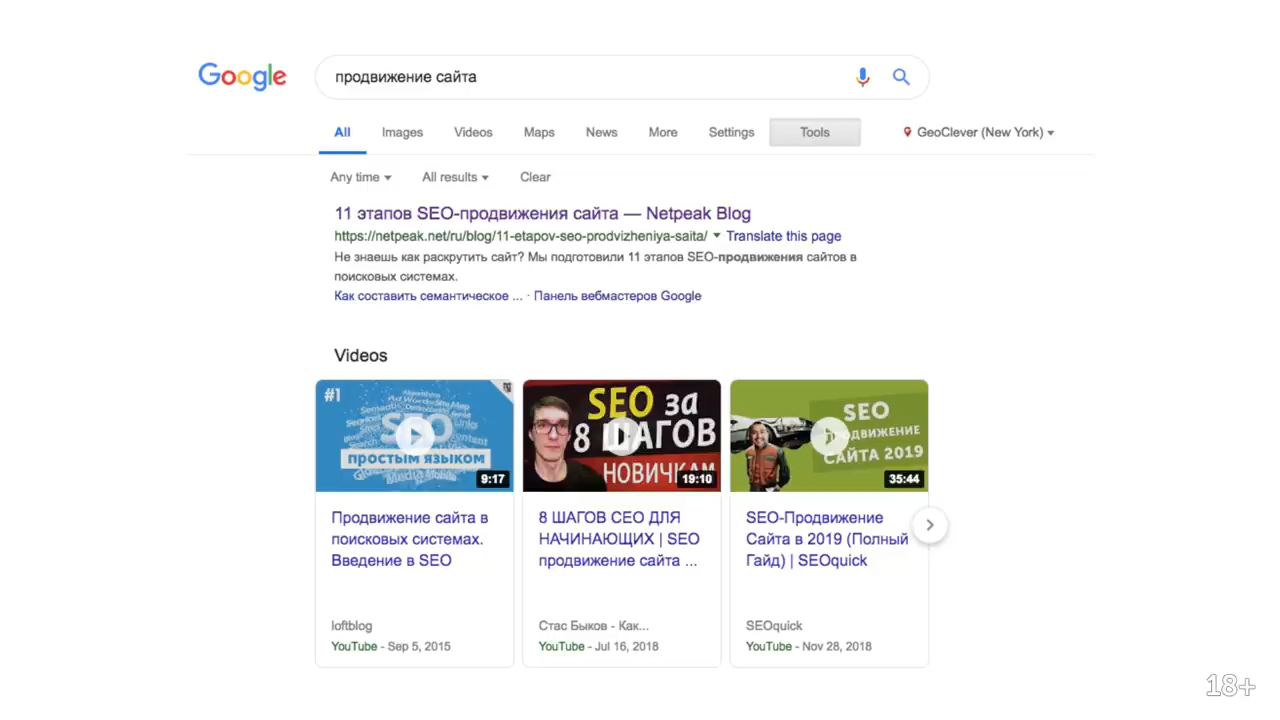 Google
продвижение сайта
All Images Videos Maps News More Settings Tools GeoClever (New York)
Any time All results Clear
11 этапов SEO-продвижения сайта — Netpeak Blog
https://netpeak.net/ru/blog/11-etapov-seo-prodvizheniya-saita/ Translate this page
Не знаешь как раскрутить сайт? Мы подготовили 11 этапов SEO-продвижения сайтов в
поисковых системах.
Как составить семантическое ... · Панель вебмастеров Google
Videos
#1
SEO
простым языком
9:17
SEO за
8 ШАГОВ
НОВИЧКАМ
19:10
SEO
ПРОДВИЖЕНИЕ
САЙТА 2019
35:44
Продвижение сайта в
поисковых системах.
Введение в SEO
loftblog
YouTube - Sep 5, 2015
8 ШАГОВ СЕО ДЛЯ
НАЧИНАЮЩИХ | SEO
продвижение сайта ...
Стас Быков - Как...
YouTube - Jul 16, 2018
SEO-Продвижение
Сайта в 2019 (Полный
Гайд) | SEOquick
SEOquick
YouTube - Nov 28, 2018
18+